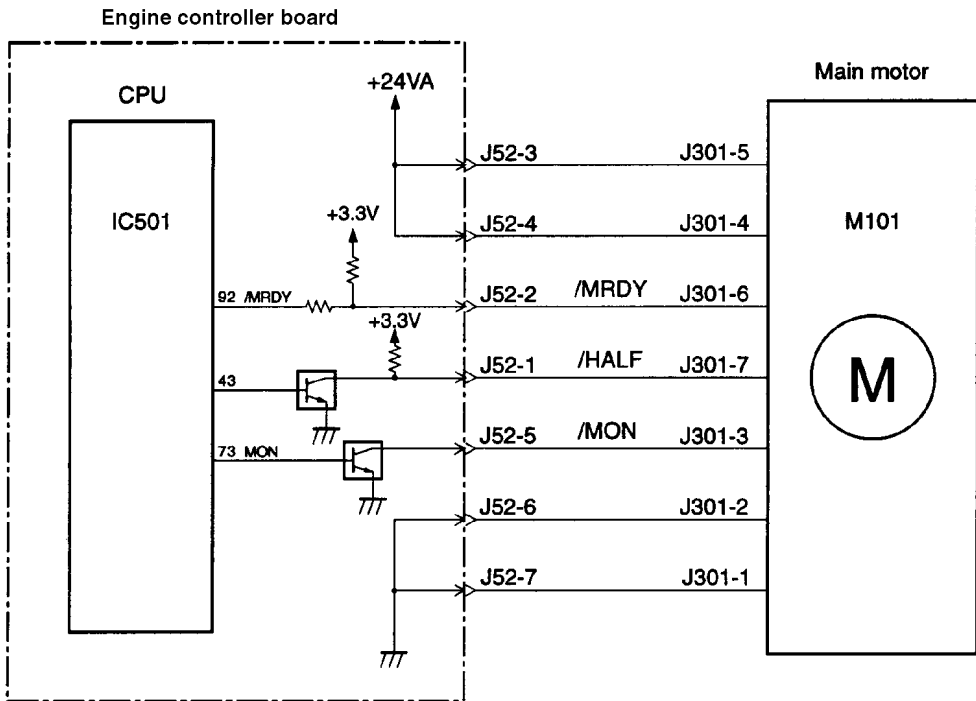 Engine controller board
CPU
IC501
+24VA
Main motor
M101
M
J52-3 J301-5
+3.3V
J52-4 J301-4
92 /MRDY J52-2 /MRDY J301-6
+3.3V
43 J52-1 /HALF J301-7
73 MON J52-5 /MON J301-3
J52-6 J301-2
J52-7 J301-1